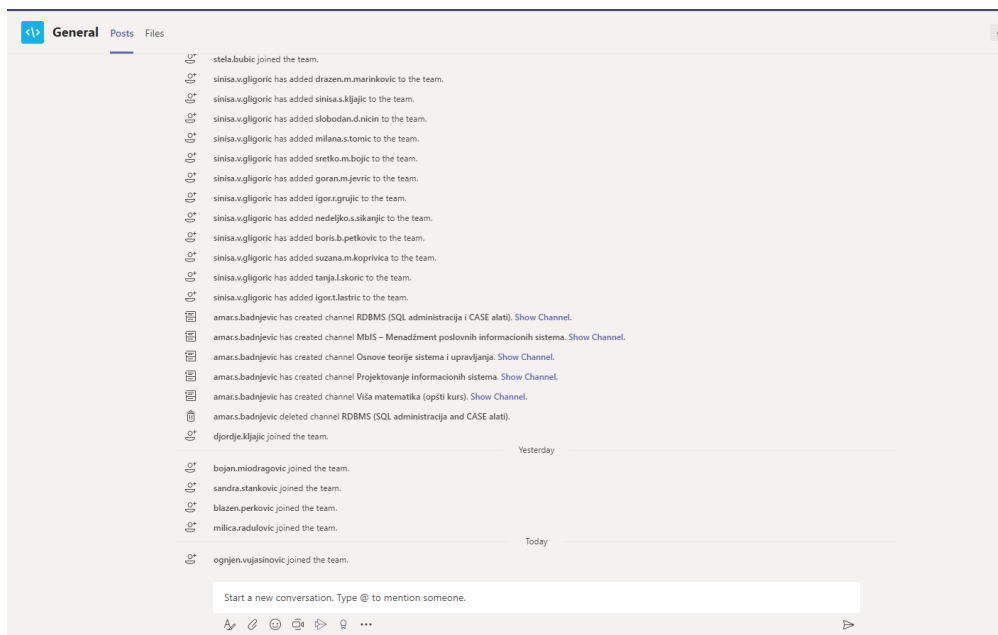 General Posts Files
stela.bubic joined the team.
sinisa.v.gligoric has added drazen.m.marinkovic to the team.
sinisa.v.gligoric has added sinisa.s.kljajic to the team.
sinisa.v.gligoric has added slobodan.d.nicin to the team.
sinisa.v.gligoric has added milana.s.tomic to the team.
sinisa.v.gligoric has added sretko.m.bojic to the team.
sinisa.v.gligoric has added goran.m.jevric to the team.
sinisa.v.gligoric has added igor.r.grujic to the team.
sinisa.v.gligoric has added nedeljko.s.sikanjic to the team.
sinisa.v.gligoric has added boris.b.petkovic to the team.
sinisa.v.gligoric has added suzana.m.koprivica to the team.
sinisa.v.gligoric has added tanja.l.skoric to the team.
sinisa.v.gligoric has added igor.t.lastric to the team.
amar.s.badnjevic has created channel RDBMS (SQL administracija i CASE alati). Show Channel.
amar.s.badnjevic has created channel MbIS – Menadžment poslovnih informacionih sistema. Show Channel.
amar.s.badnjevic has created channel Osnove teorije sistema i upravljanja. Show Channel.
amar.s.badnjevic has created channel Projektovanje informacionih sistema. Show Channel.
amar.s.badnjevic has created channel Viša matematika (opšti kurs). Show Channel.
amar.s.badnjevic deleted channel RDBMS (SQL administracija and CASE alati).
djordje.kljajic joined the team.
Yesterday
bojan.miodragovic joined the team.
sandra.stankovic joined the team.
blazen.perkovic joined the team.
milica.radulovic joined the team.
Today
ognjen.vujasinovic joined the team.
Start a new conversation. Type @ to mention someone.